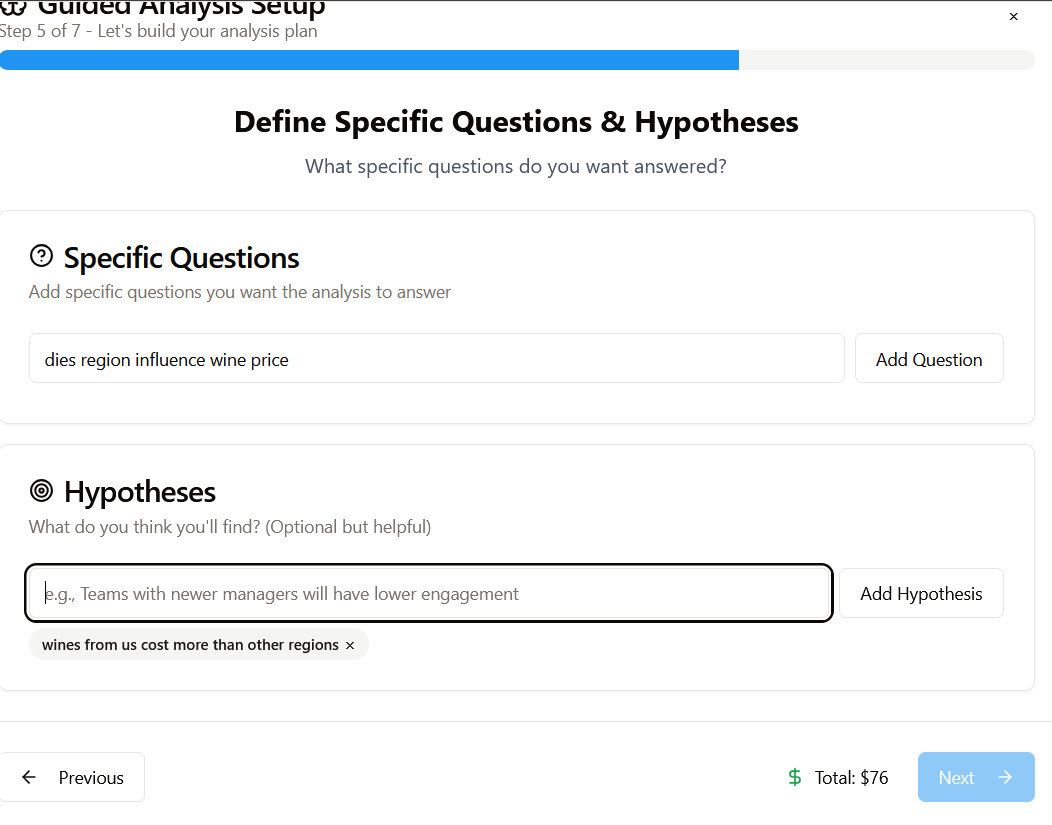 Guided Analysis Setup
×
Step 5 of 7 - Let's build your analysis plan
Define Specific Questions & Hypotheses
What specific questions do you want answered?
Specific Questions
Add specific questions you want the analysis to answer
dies region influence wine price
Add Question
Hypotheses
What do you think you'll find? (Optional but helpful)
e.g., Teams with newer managers will have lower engagement
Add Hypothesis
wines from us cost more than other regions ×
Previous
$ Total: $76
Next